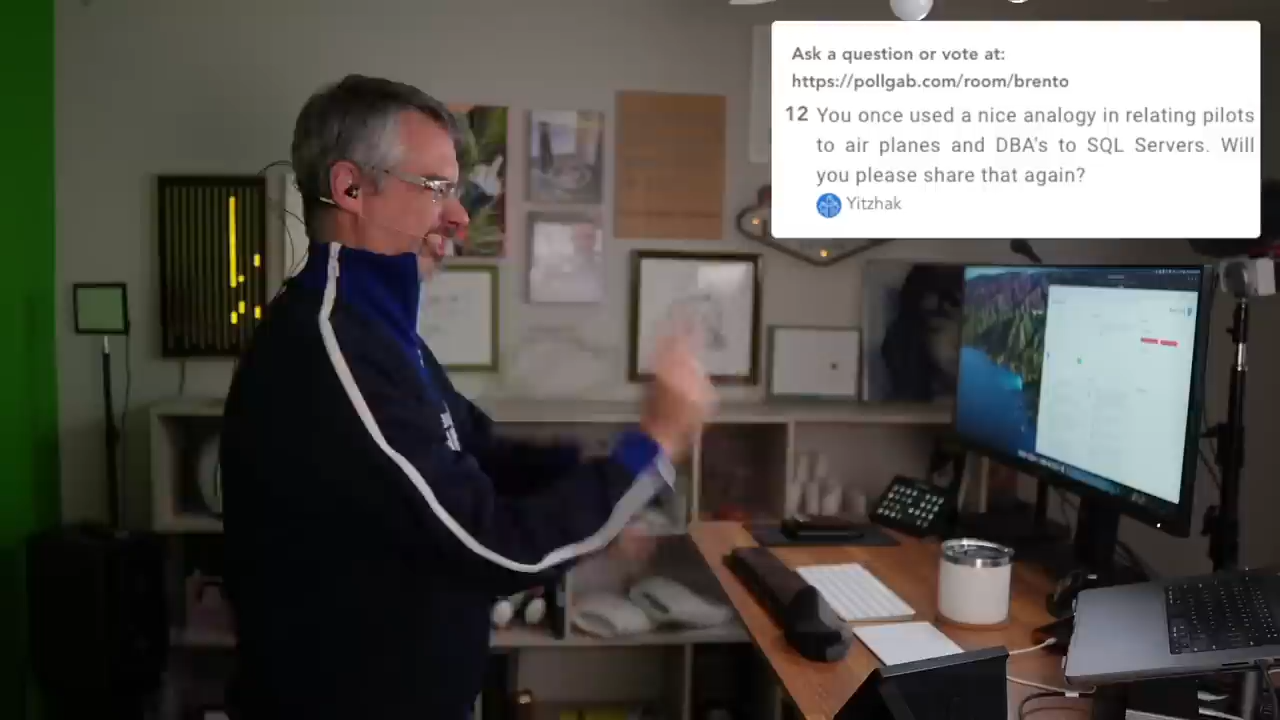 Ask a question or vote at:
https://pollgab.com/room/brento
12 You once used a nice analogy in relating pilots
to air planes and DBA's to SQL Servers. Will
you please share that again?
Yitzhak